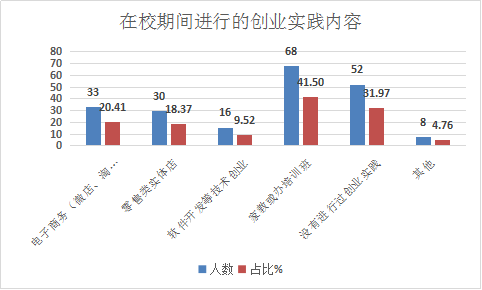 在校期间进行的创业实践内容
80
70
60
50
40
30
20
10
0
33
20.41
30
18.37
16
9.52
68
41.50
52
31.97
8
4.76
电子商务（微店、淘…
零售类实体店
软件开发等技术创业
家教或办培训班
没有进行过创业实践
其他
人数
占比%